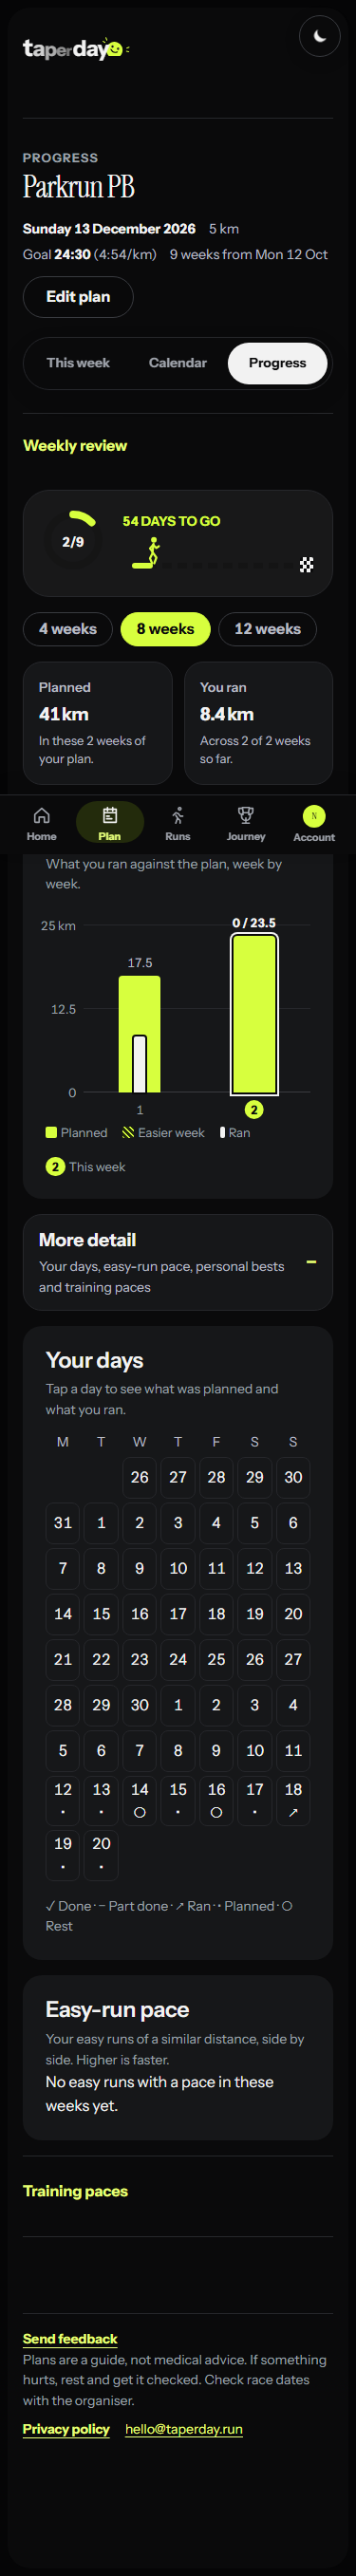 taperday
PROGRESS
Parkrun PB
Sunday 13 December 2026 5 km
Goal 24:30 (4:54/km) 9 weeks from Mon 12 Oct
Edit plan
This week Calendar Progress
Weekly review
2/9
54 DAYS TO GO
4 weeks 8 weeks 12 weeks
Planned
41 km
In these 2 weeks of
your plan.
You ran
8.4 km
Across 2 of 2 weeks
so far.
Home Plan Runs Journey N Account
What you ran against the plan, week by
week.
25 km
12.5
0
17.5
0 / 23.5
1 2
Planned Easier week Ran
2 This week
More detail
Your days, easy-run pace, personal bests
and training paces
Your days
Tap a day to see what was planned and
what you ran.
M T W T F S S
26 27 28 29 30
31 1 2 3 4 5 6
7 8 9 10 11 12 13
14 15 16 17 18 19 20
21 22 23 24 25 26 27
28 29 30 1 2 3 4
5 6 7 8 9 10 11
12 13 14 15 16 17 18
• • ○ • ○ • ↗
19 20
• •
✓ Done · – Part done · ↗ Ran · • Planned · ○
Rest
Easy-run pace
Your easy runs of a similar distance, side by
side. Higher is faster.
No easy runs with a pace in these
weeks yet.
Training paces
Send feedback
Plans are a guide, not medical advice. If something
hurts, rest and get it checked. Check race dates
with the organiser.
Privacy policy hello@taperday.run